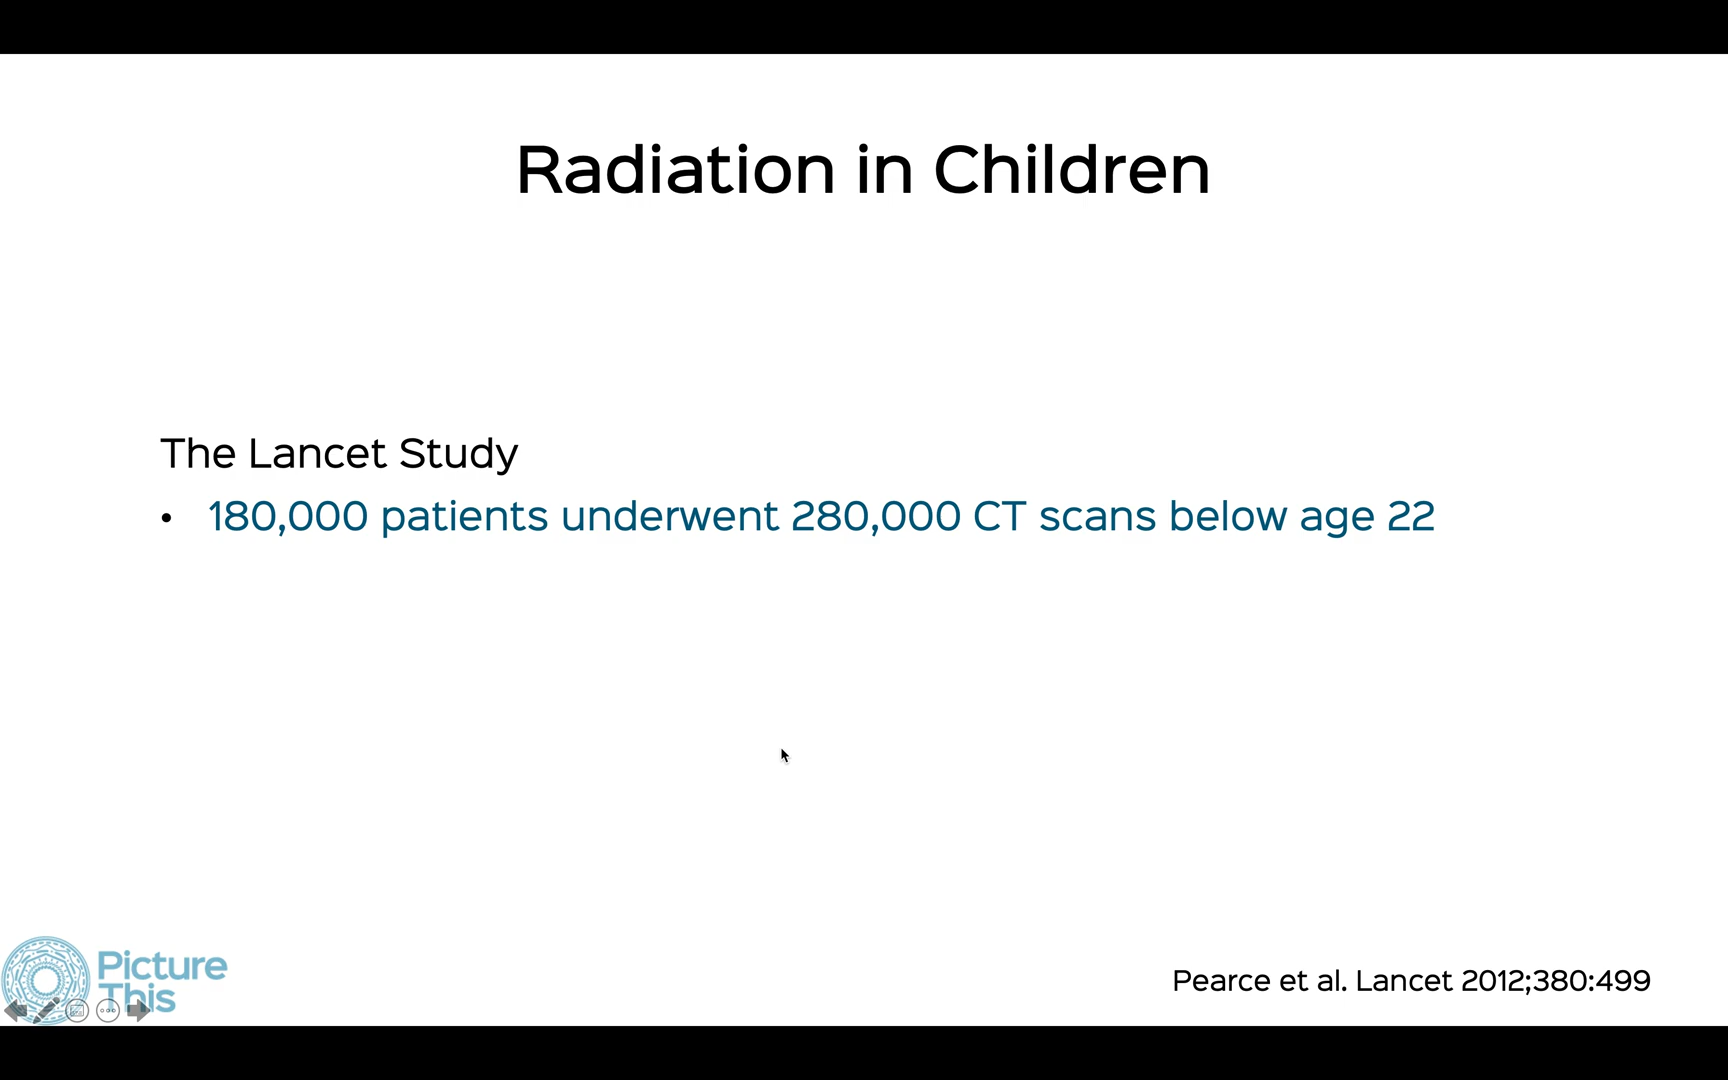 Radiation in Children
The Lancet Study
• 180,000 patients underwent 280,000 CT scans below age 22
Picture
This
Pearce et al. Lancet 2012;380:499